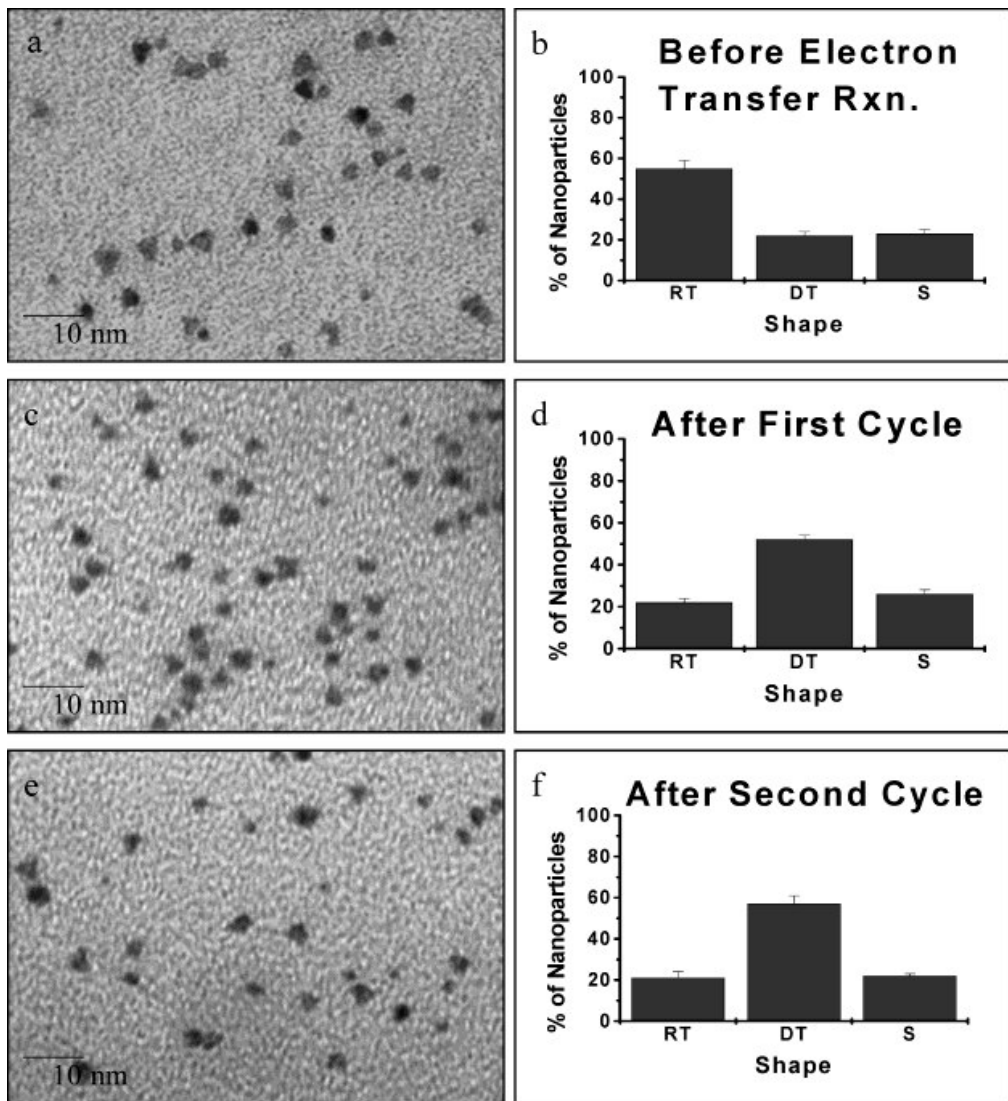 a
10 nm
b
Before Electron
Transfer Rxn.
% of Nanoparticles
100
80
60
40
20
0
RT DT S
Shape
c
10 nm
d
After First Cycle
% of Nanoparticles
100
80
60
40
20
0
RT DT S
Shape
e
10 nm
f
After Second Cycle
% of Nanoparticles
100
80
60
40
20
0
RT DT S
Shape